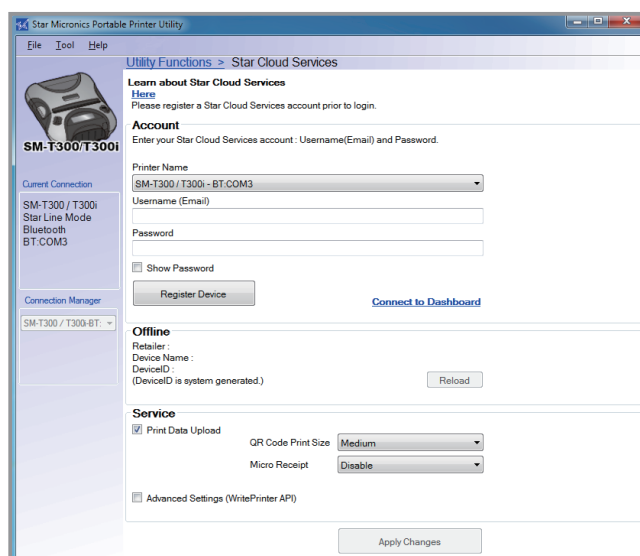 Star Micronics Portable Printer Utility
File Tool Help
Utility Functions > Star Cloud Services
Learn about Star Cloud Services
Here
Please register a Star Cloud Services account prior to login.
SM-T300/T300i
Account
Enter your Star Cloud Services account : Username(Email) and Password.
Printer Name
SM-T300 / T300i - BT:COM3
Username (Email)
Password
Show Password
Register Device
Connect to Dashboard
Current Connection
SM-T300 / T300i
Star Line Mode
Bluetooth
BT:COM3
Connection Manager
SM-T300 / T300i-BT:
Offline
Retailer :
Device Name :
DeviceID :
(DeviceID is system generated.)
Reload
Service
Print Data Upload
QR Code Print Size Medium
Micro Receipt Disable
Advanced Settings (WritePrinter API)
Apply Changes